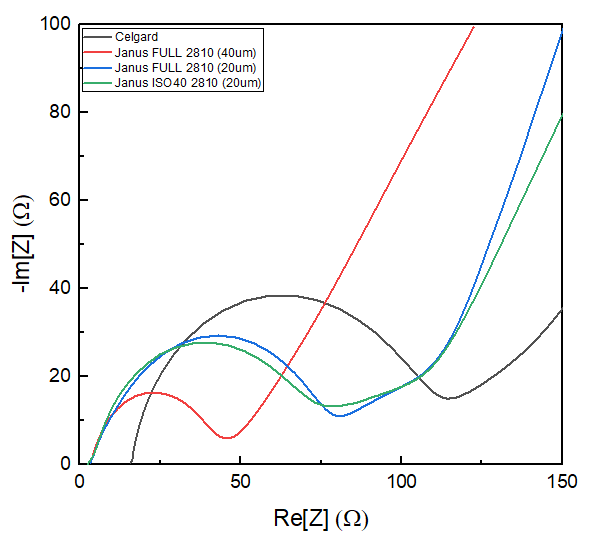 Celgard
Janus FULL 2810 (40um)
Janus FULL 2810 (20um)
Janus ISO40 2810 (20um)
100
80
60
40
20
0
-Im[Z] (Ω)
0 50 100 150
Re[Z] (Ω)